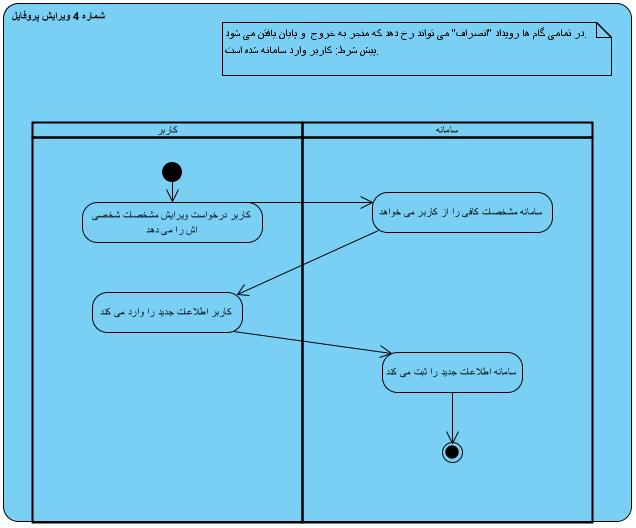 شماره 4 ویرایش پروفایل
در تمامی گام ها رویداد "انصراف" می تواند رخ دهد که منجر به خروج و پایان یافتن می شود.
پیش شرط: کاربر وارد سامانه شده است.
کاربر
سامانه
کاربر درخواست ویرایش مشخصات شخصی
اش را می دهد
سامانه مشخصات کافی را از کاربر می خواهد
کاربر اطلاعات جدید را وارد می کند
سامانه اطلاعات جدید را ثبت می کند